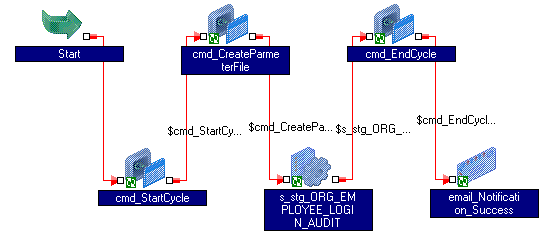 Start
cmd_CreateParme
terFile
cmd_EndCycle
$cmd_StartCy...
$cmd_CreatePa...
$s_stg_ORG_...
$cmd_EndCycl...
cmd_StartCycle
s_stg_ORG_EM
PLOYEE_LOGI
N_AUDIT
email_Notificati
on_Success